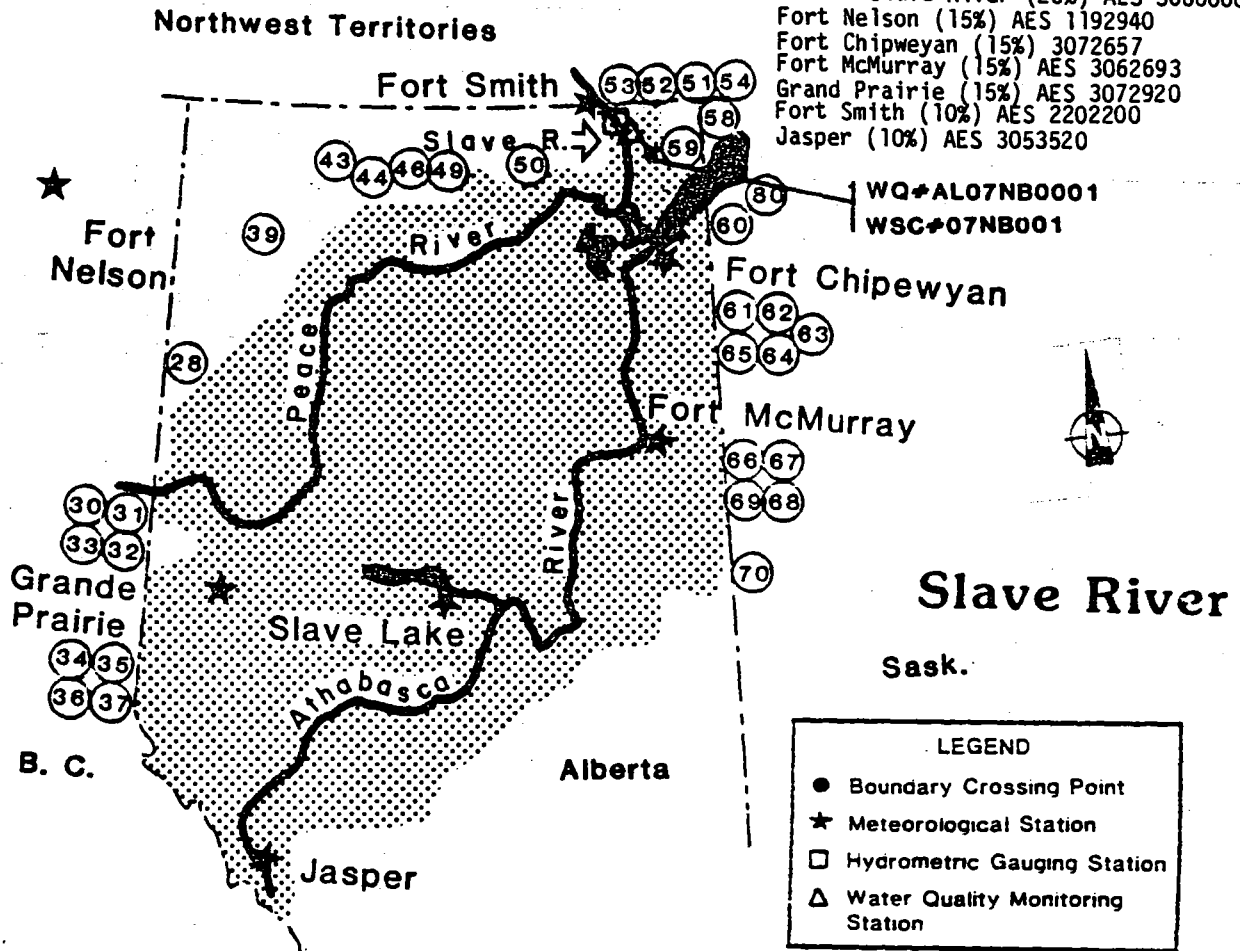 Northwest Territories
Fort Nelson (15%) AES 1192940
Fort Chipweyan (15%) 3072657
Fort McMurray (15%) AES 3062693
Grand Prairie (15%) AES 3072920
Fort Smith (10%) AES 2202200
Jasper (10%) AES 3053520
Fort Smith
53 52 51 54
58
Slave R.
59
43 44 46 49 50
WQ#AL07NB0001
WSC#07NB001
80
60
39
Fort
Nelson
River
Fort Chipewyan
61 62
63
65 64
28
Peace
Fort McMurray
66 67
69 68
30 31
33 32
River
70
Grande
Prairie
Slave River
Slave Lake
34 35
36 37
Sask.
Athabasca
B. C.
Alberta
LEGEND
Boundary Crossing Point
Meteorological Station
Hydrometric Gauging Station
Water Quality Monitoring
Station
Jasper
N